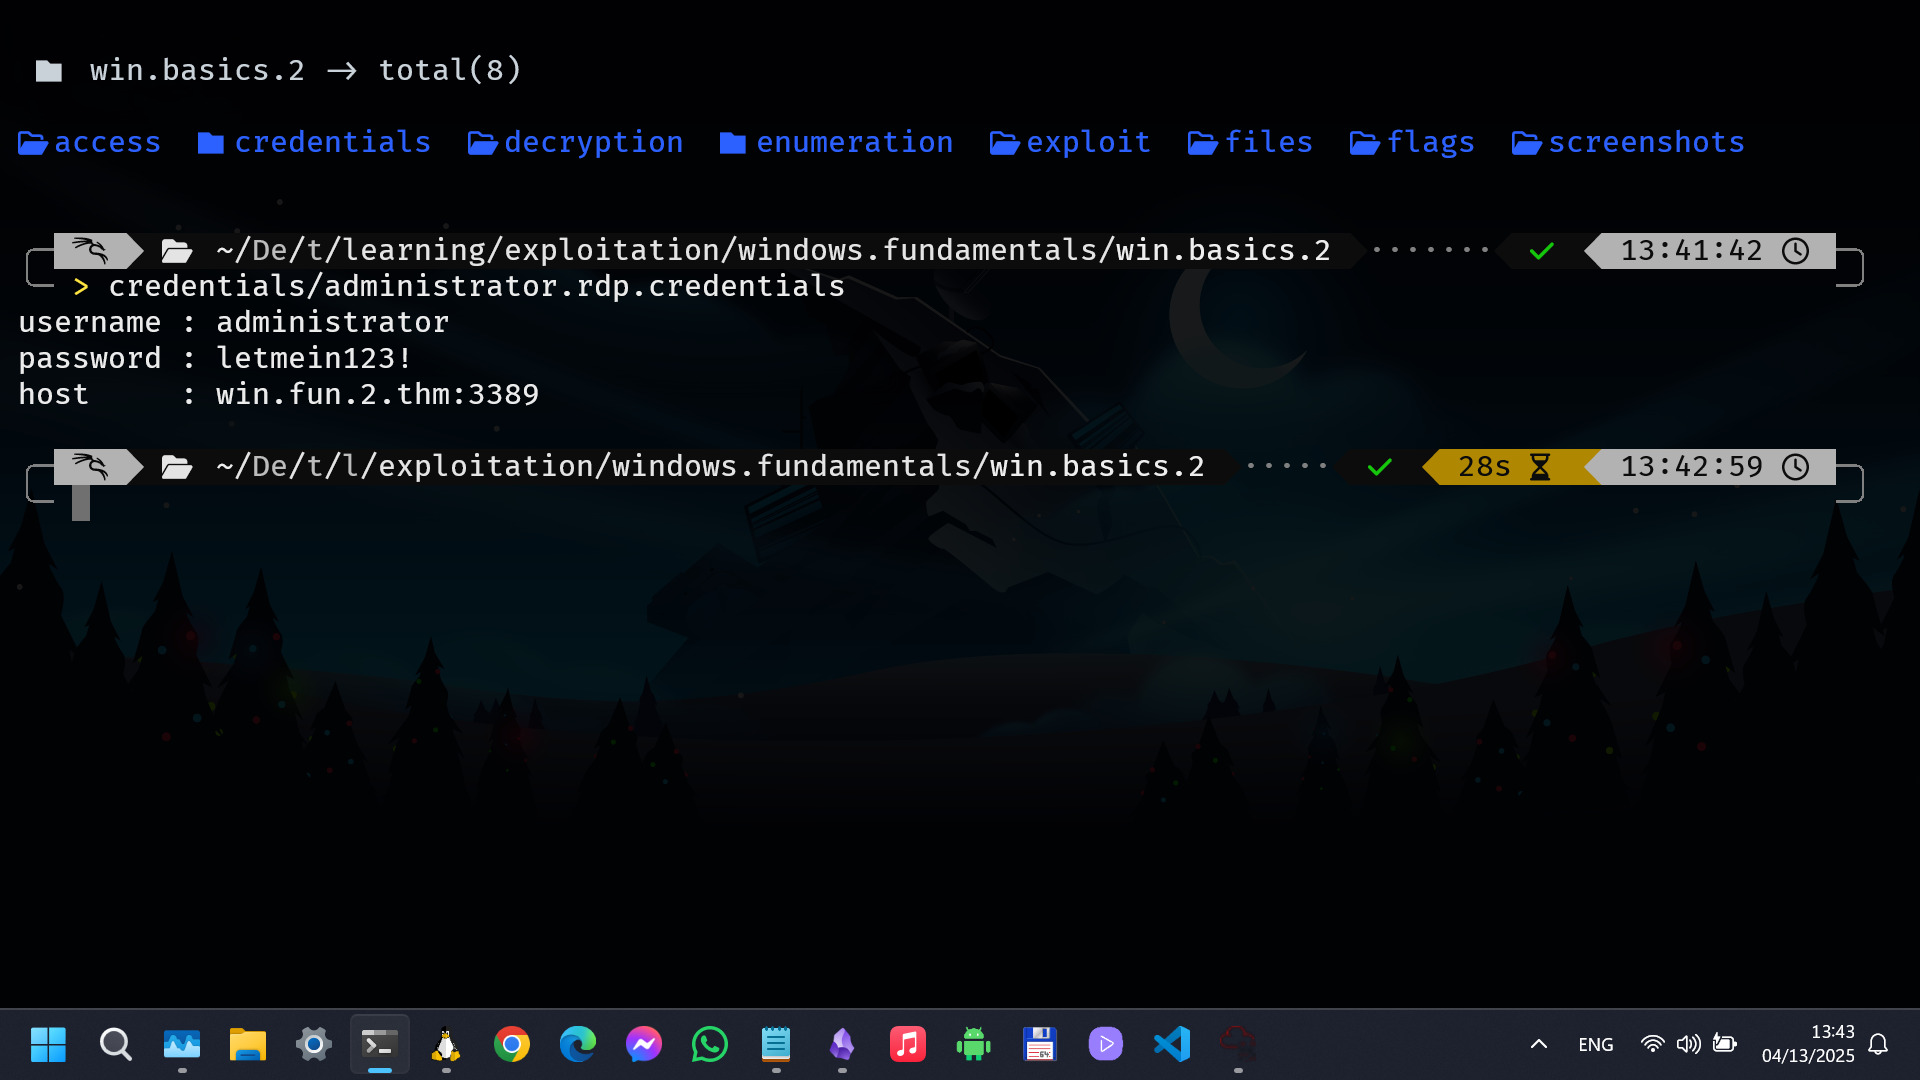 win.basics.2 → total(8)
access credentials decryption enumeration exploit files flags screenshots
~/De/t/learning/exploitation/windows.fundamentals/win.basics.2 ······· ✓ 13:41:42
> credentials/administrator.rdp.credentials
username : administrator
password : letmein123!
host : win.fun.2.thm:3389
~/De/t/l/exploitation/windows.fundamentals/win.basics.2 ····· ✓ 28s 13:42:59
64:
ENG
13:43
04/13/2025